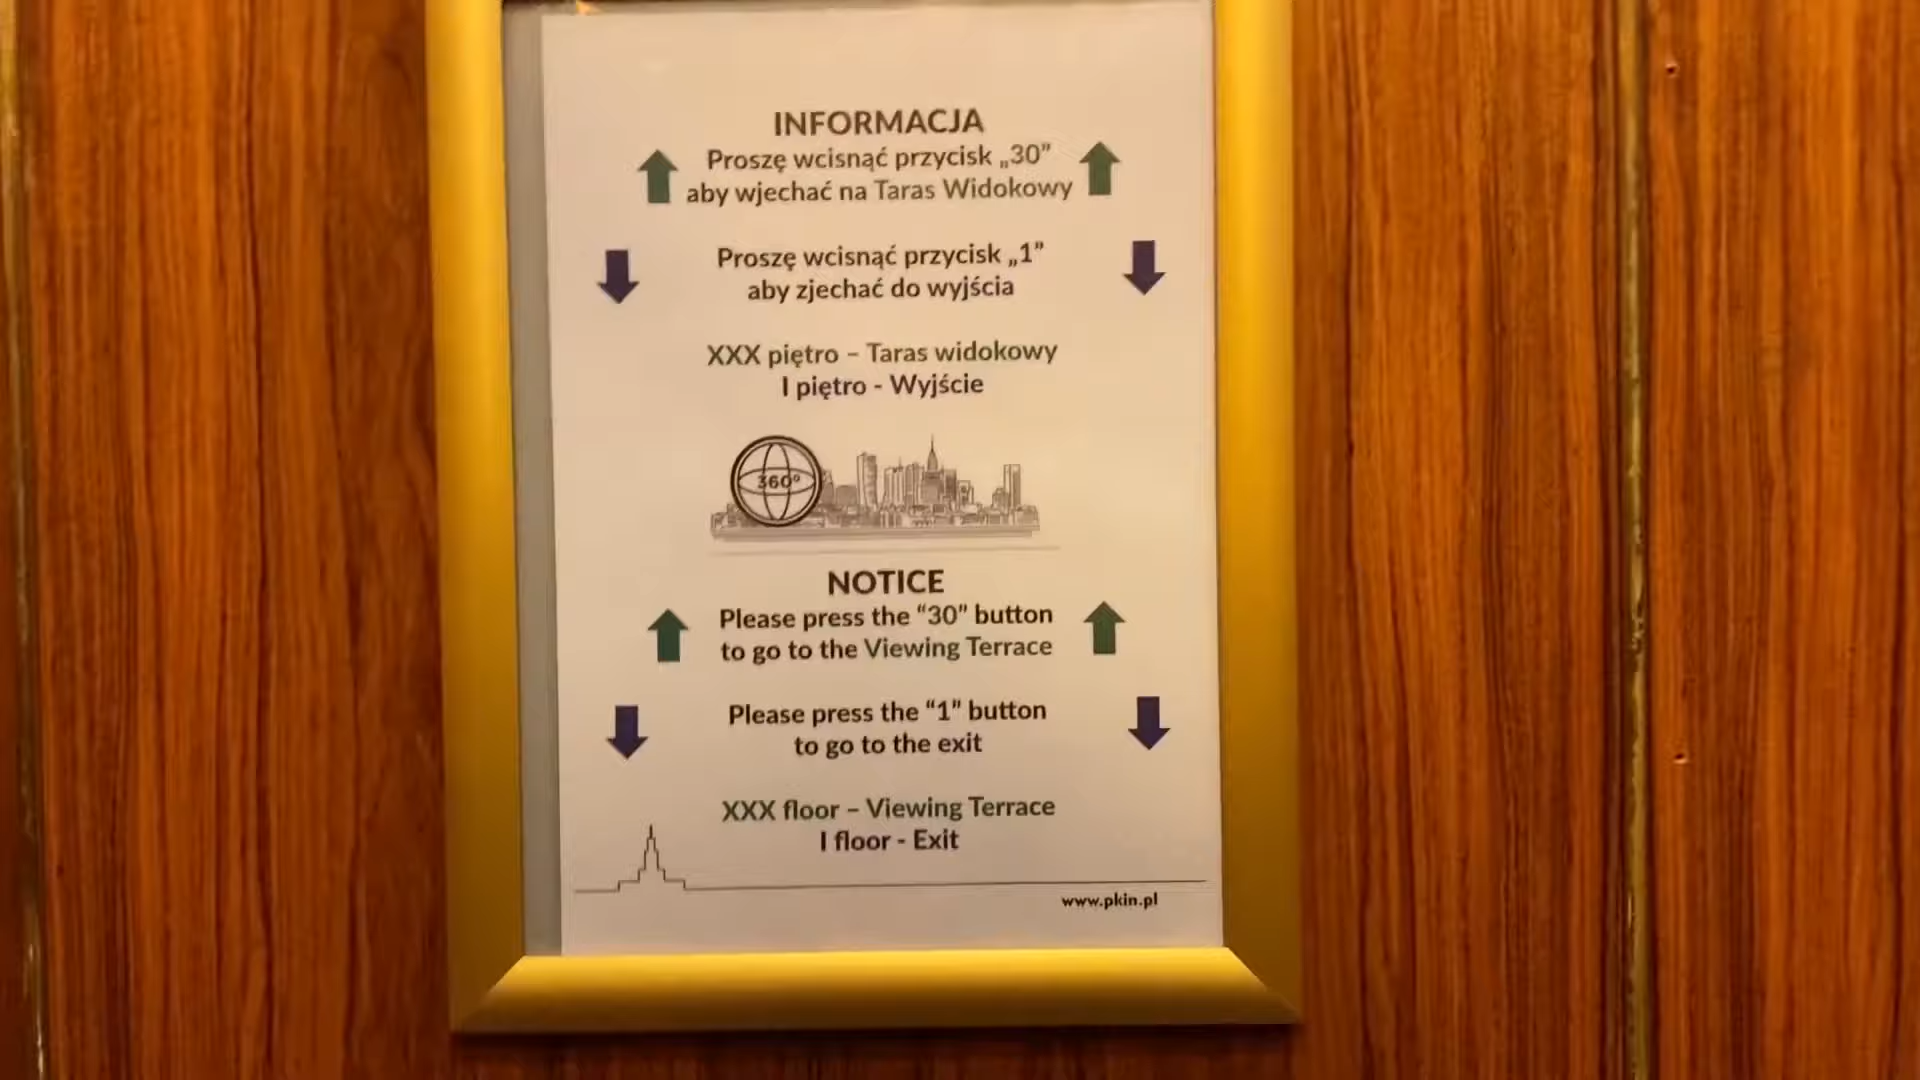 INFORMACJA
Proszę wcisnąć przycisk „30”
aby wjechać na Taras Widokowy
Proszę wcisnąć przycisk „1”
aby zjechać do wyjścia
XXX piętro – Taras widokowy
I piętro - Wyjście
360°
NOTICE
Please press the “30” button
to go to the Viewing Terrace
Please press the “1” button
to go to the exit
XXX floor – Viewing Terrace
I floor - Exit
www.pkin.pl